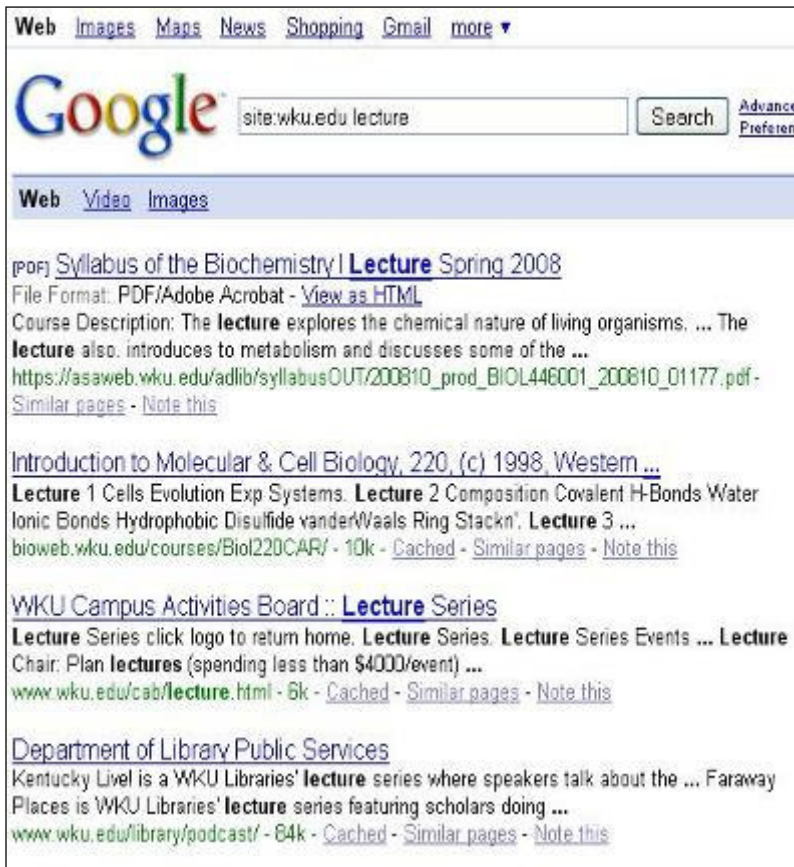 Web Images Maps News Shopping Gmail more ▼
Google™ site:wku.edu lecture Search
Advance
Preferen
Web Video Images
[PDF] Syllabus of the Biochemistry I Lecture Spring 2008
File Format: PDF/Adobe Acrobat - View as HTML
Course Description: The lecture explores the chemical nature of living organisms. ... The
lecture also. introduces to metabolism and discusses some of the ...
https://asaweb.wku.edu/adlib/syllabusOUT/200810_prod_BIOL446001_200810_01177.pdf -
Similar pages - Note this
Introduction to Molecular & Cell Biology, 220, (c) 1998, Western ...
Lecture 1 Cells Evolution Exp Systems. Lecture 2 Composition Covalent H-Bonds Water
Ionic Bonds Hydrophobic Disulfide vanderWaals Ring Stackn'. Lecture 3 ...
bioweb.wku.edu/courses/Biol220CAR/ - 10k - Cached - Similar pages - Note this
WKU Campus Activities Board :: Lecture Series
Lecture Series click logo to return home. Lecture Series. Lecture Series Events ... Lecture
Chair: Plan lectures (spending less than $4000/event) ...
www.wku.edu/cab/lecture.html - 6k - Cached - Similar pages - Note this
Department of Library Public Services
Kentucky Live! is a WKU Libraries' lecture series where speakers talk about the ... Faraway
Places is WKU Libraries' lecture series featuring scholars doing ...
www.wku.edu/library/podcast/ - 84k - Cached - Similar pages - Note this